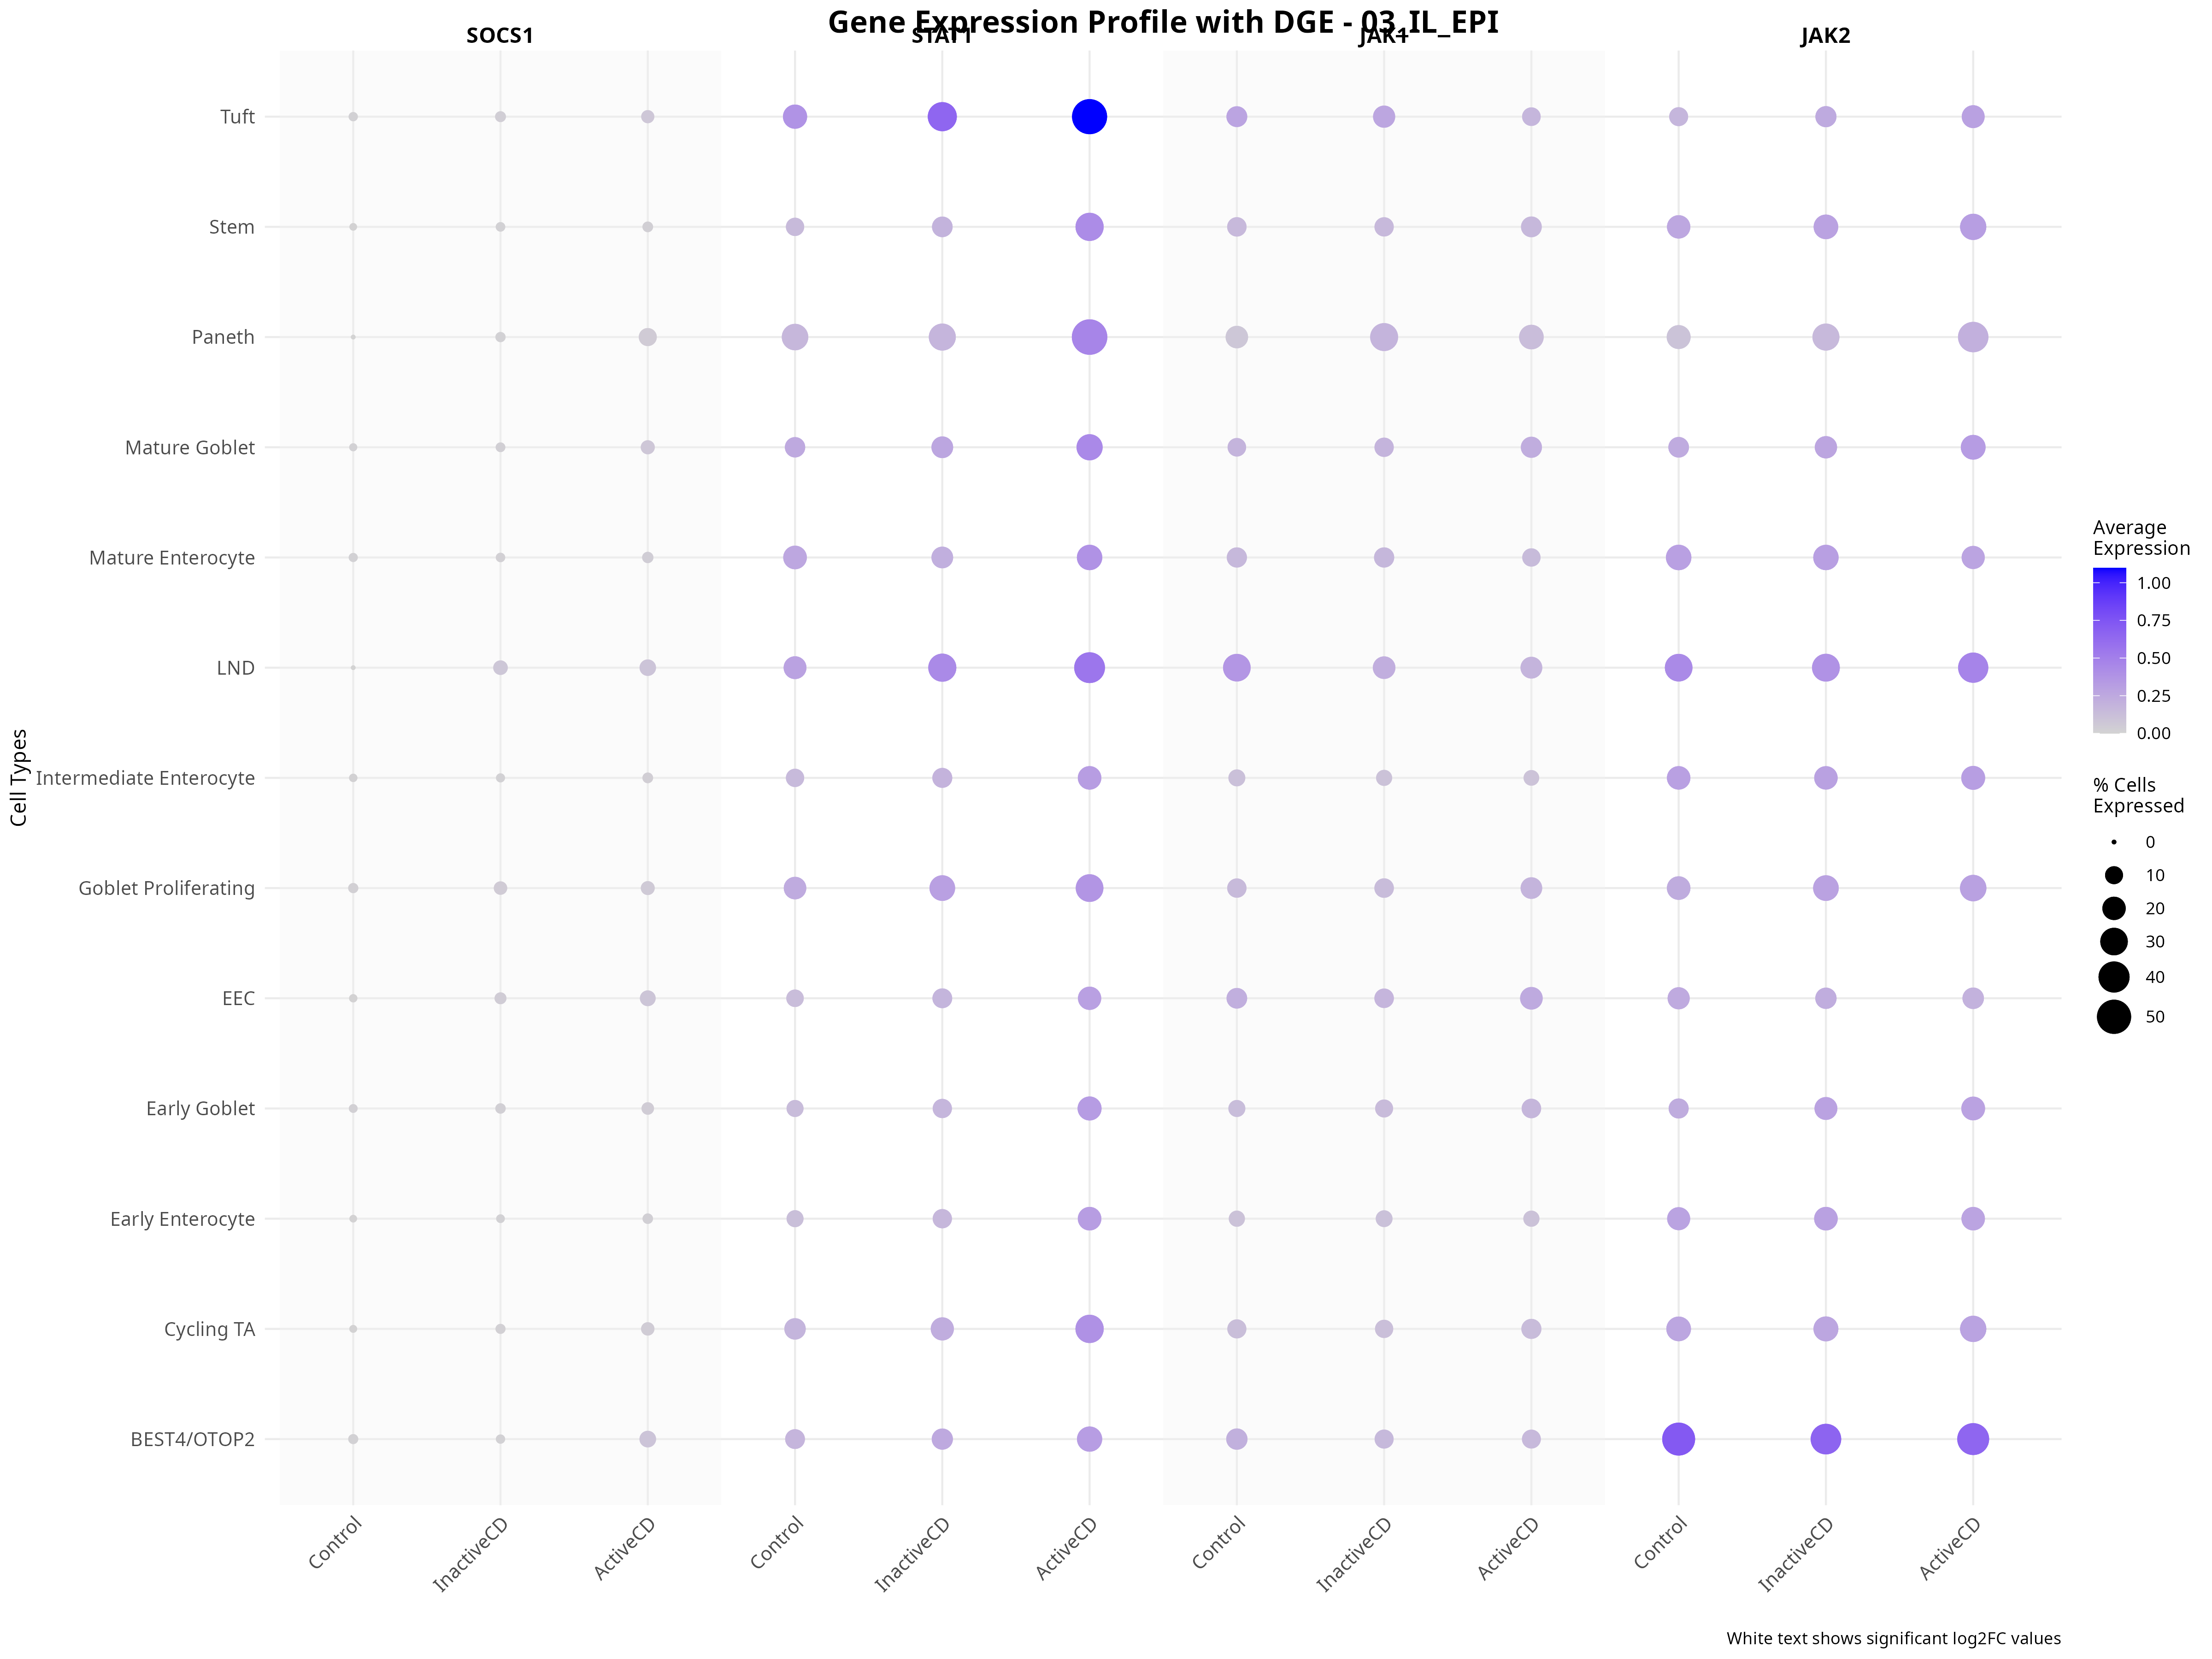 Gene Expression Profile with DGE - 03_IL_EPI
SOCS1
STAT1
JAK1
JAK2
Cell Types
Tuft
Stem
Paneth
Mature Goblet
Mature Enterocyte
LND
Intermediate Enterocyte
Goblet Proliferating
EEC
Early Goblet
Early Enterocyte
Cycling TA
BEST4/OTOP2
Control
InactiveCD
ActiveCD
Control
InactiveCD
ActiveCD
Control
InactiveCD
ActiveCD
Control
InactiveCD
ActiveCD
Average
Expression
1.00
0.75
0.50
0.25
0.00
% Cells
Expressed
0
10
20
30
40
50
White text shows significant log2FC values